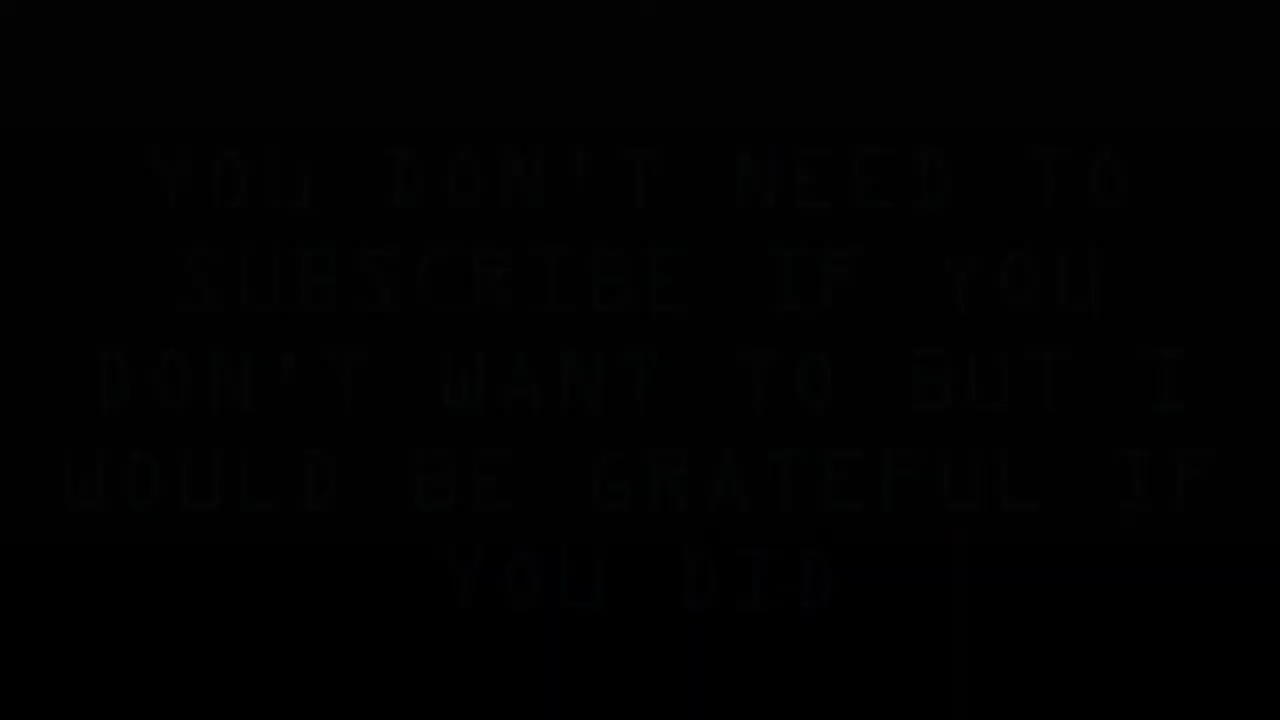 YOU DON'T NEED TO
SUBSCRIBE IF YOU
DON'T WANT TO BUT I
WOULD BE GRATEFUL IF
YOU DID